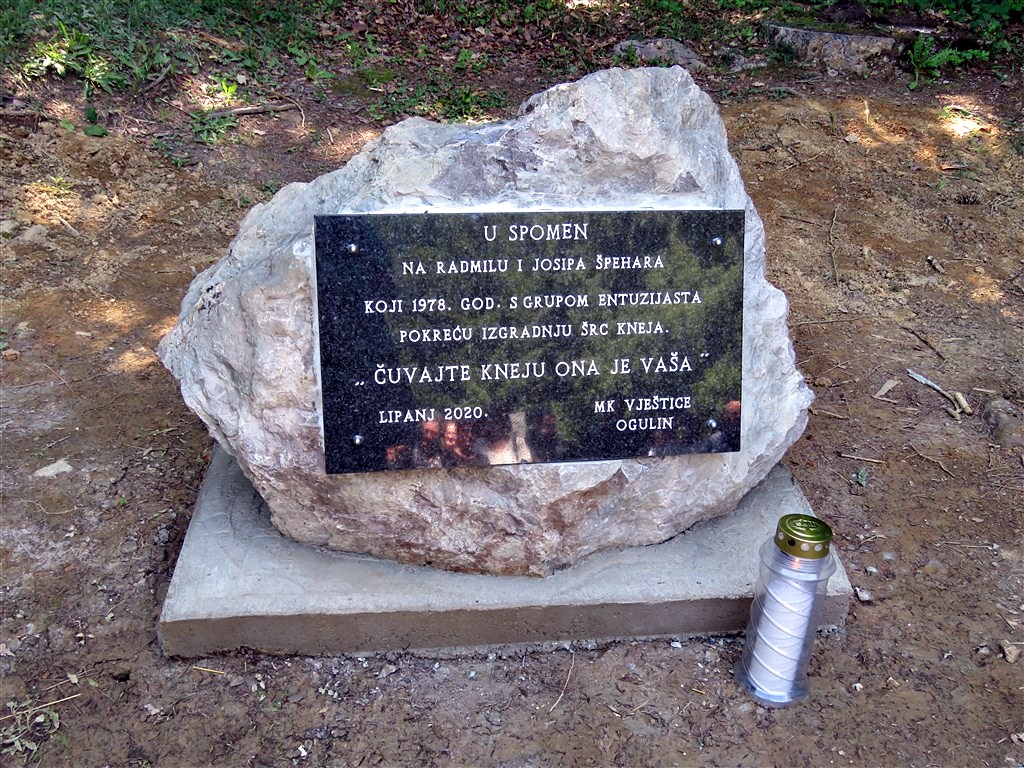 U SPOMEN
NA RADMILU I JOSIPA ŠPEHARA
KOJI 1978. GOD. S GRUPOM ENTUZIJASTA
POKREĆU IZGRADNJU ŠRC KNEJA.
„ ČUVAJTE KNEJU ONA JE VAŠA "
LIPANJ 2020.
MK VJEŠTICE
OGULIN